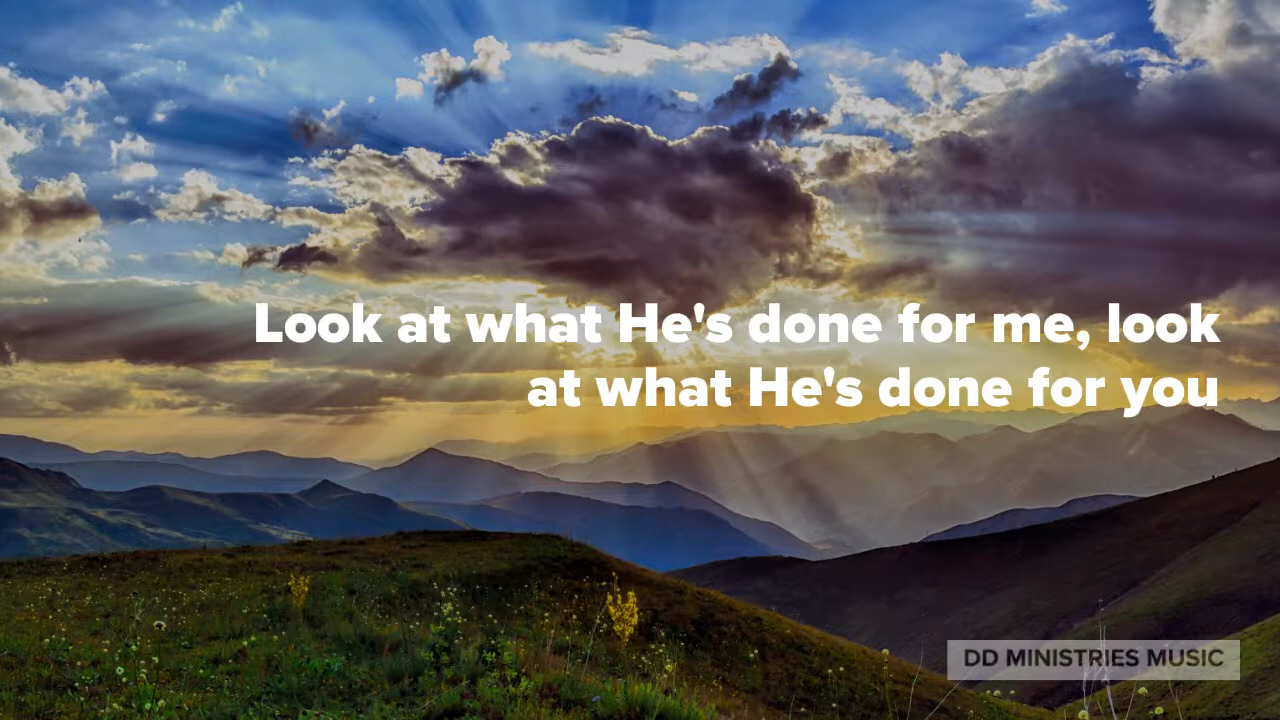 Look at what He's done for me, look
at what He's done for you
DD MINISTRIES MUSIC